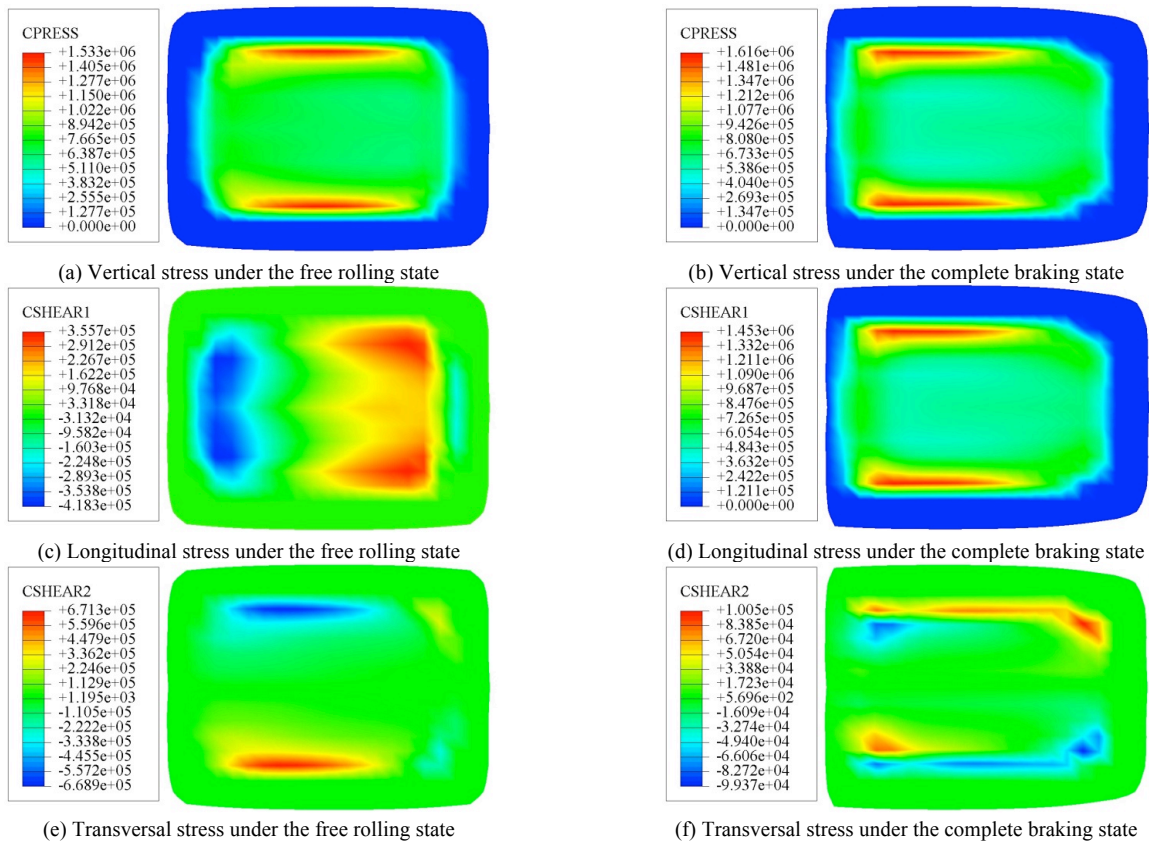 CPRESS
+1.533e+06
+1.405e+06
+1.277e+06
+1.150e+06
+1.022e+06
+8.942e+05
+7.665e+05
+6.387e+05
+5.110e+05
+3.832e+05
+2.555e+05
+1.277e+05
+0.000e+00
(a) Vertical stress under the free rolling state
CPRESS
+1.616e+06
+1.481e+06
+1.347e+06
+1.212e+06
+1.077e+06
+9.426e+05
+8.080e+05
+6.733e+05
+5.386e+05
+4.040e+05
+2.693e+05
+1.347e+05
+0.000e+00
(b) Vertical stress under the complete braking state
CSHEAR1
+3.557e+05
+2.912e+05
+2.267e+05
+1.622e+05
+9.768e+04
+3.318e+04
-3.132e+04
-9.582e+04
-1.603e+05
-2.248e+05
-2.893e+05
-3.538e+05
-4.183e+05
(c) Longitudinal stress under the free rolling state
CSHEAR1
+1.453e+06
+1.332e+06
+1.211e+06
+1.090e+06
+9.687e+05
+8.476e+05
+7.265e+05
+6.054e+05
+4.843e+05
+3.632e+05
+2.422e+05
+1.211e+05
+0.000e+00
(d) Longitudinal stress under the complete braking state
CSHEAR2
+6.713e+05
+5.596e+05
+4.479e+05
+3.362e+05
+2.246e+05
+1.129e+05
+1.195e+03
-1.105e+05
-2.222e+05
-3.338e+05
-4.455e+05
-5.572e+05
-6.689e+05
(e) Transversal stress under the free rolling state
CSHEAR2
+1.005e+05
+8.385e+04
+6.720e+04
+5.054e+04
+3.388e+04
+1.723e+04
+5.696e+02
-1.609e+04
-3.274e+04
-4.940e+04
-6.606e+04
-8.272e+04
-9.937e+04
(f) Transversal stress under the complete braking state